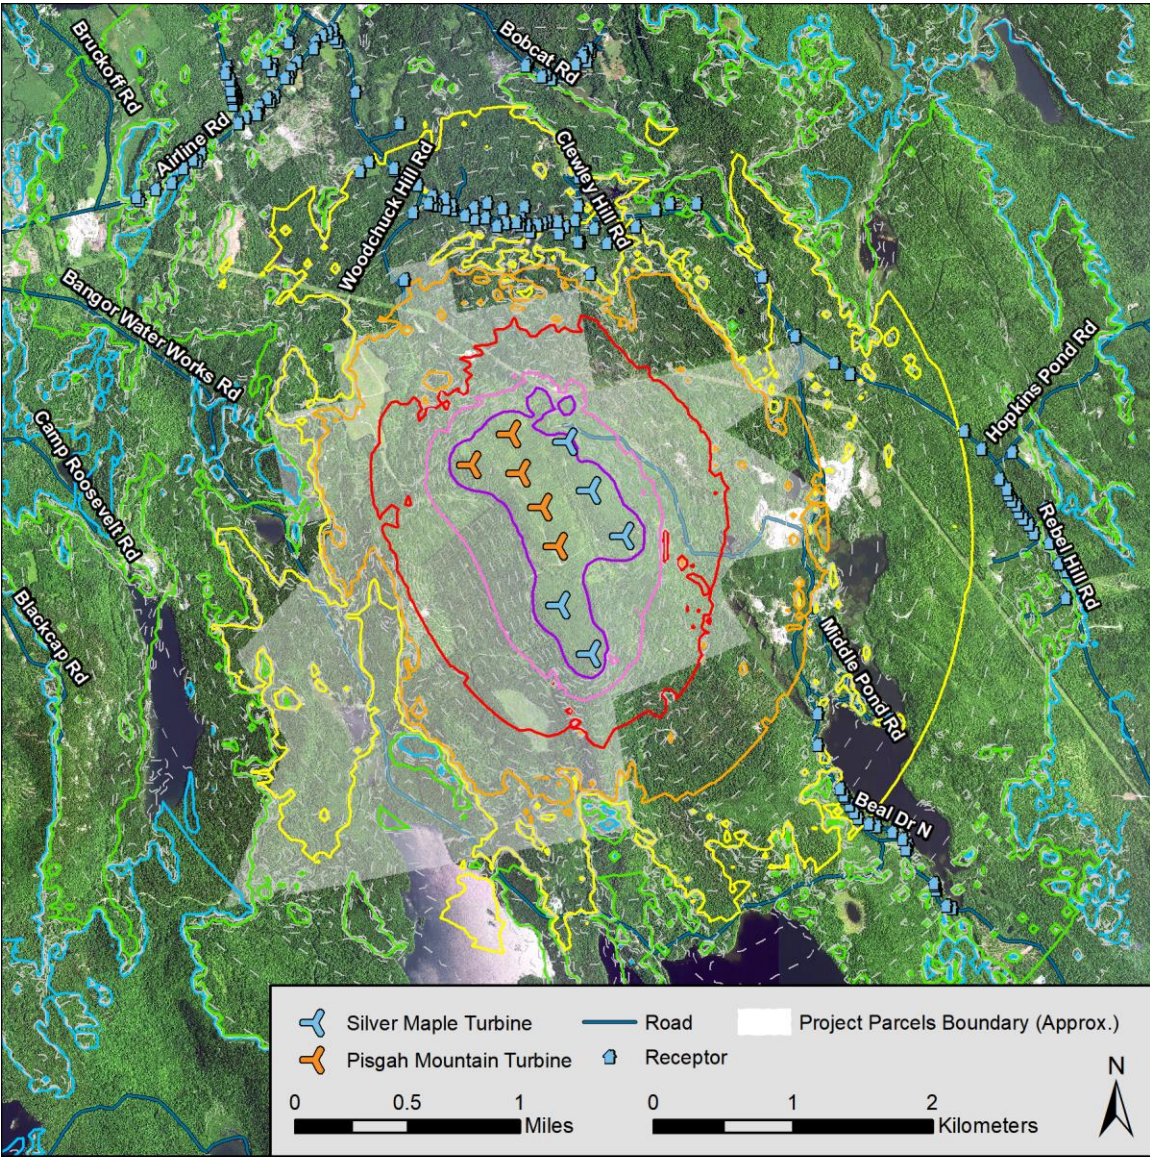 Bruckoff Rd
Bobcat Rd
Airline Rd
Clewley Hill Rd
Woodchuck Hill Rd
Bangor Water Works Rd
Hopkins Pond Rd
Camp Roosevelt Rd
Rebel Hill Rd
Blackcap Rd
Middle Pond Rd
Beal Dr N
Silver Maple Turbine
Road
Project Parcels Boundary (Approx.)
Pisgah Mountain Turbine
Receptor
N
0 0.5 1
Miles
0 1 2
Kilometers